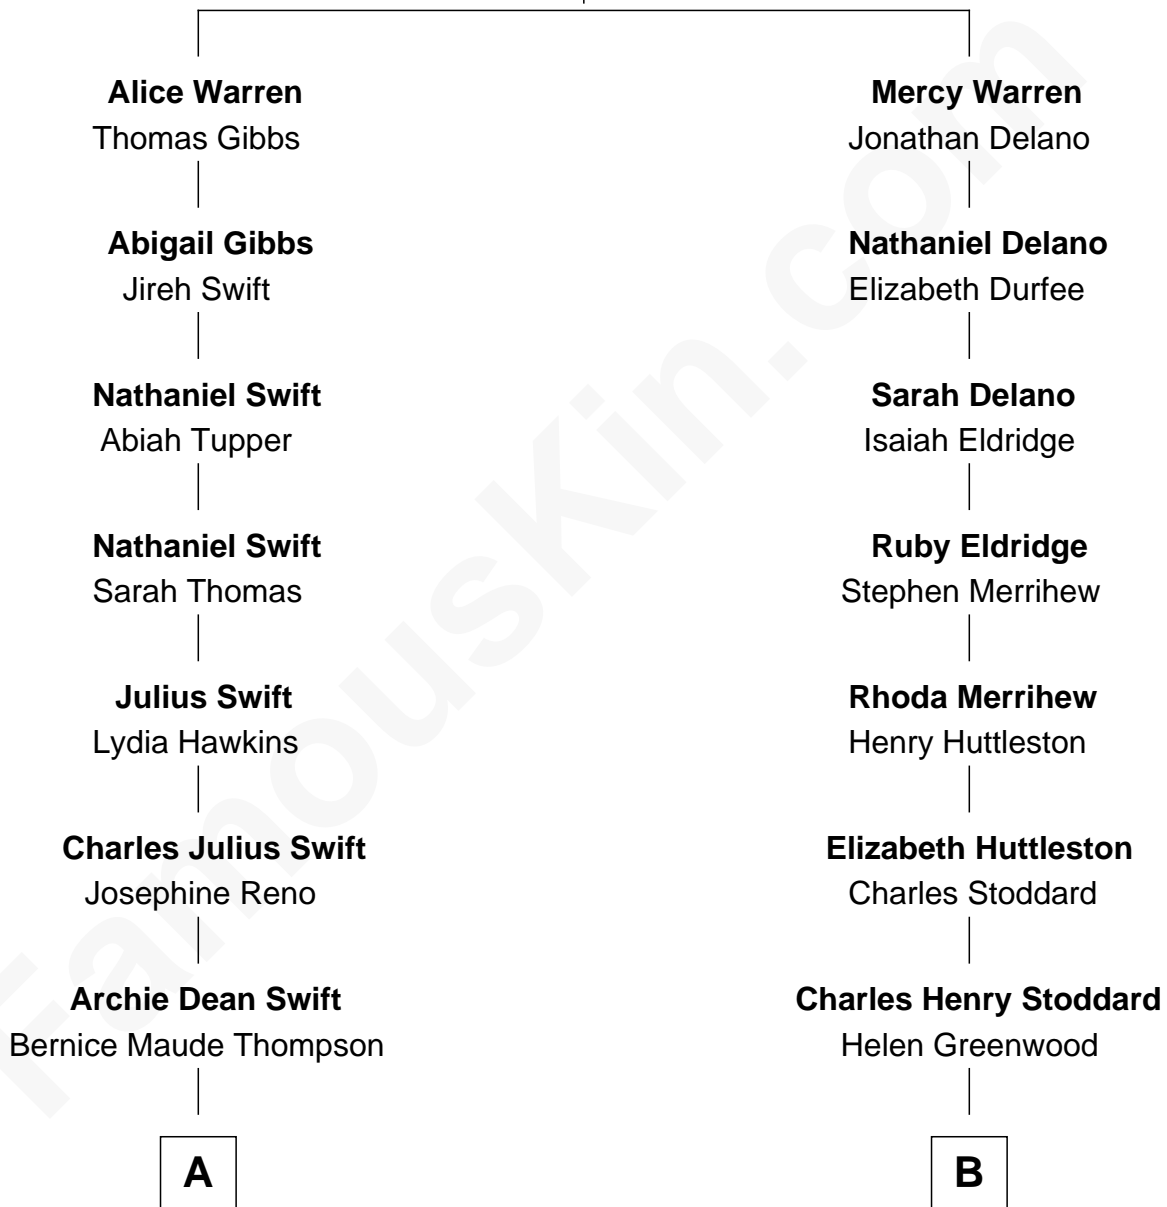 Alice Warren
Thomas Gibbs
Abigail Gibbs
Jireh Swift
Nathaniel Swift
Abiah Tupper
Nathaniel Swift
Sarah Thomas
Julius Swift
Lydia Hawkins
Charles Julius Swift
Josephine Reno
Archie Dean Swift
Bernice Maude Thompson
A
Mercy Warren
Jonathan Delano
Nathaniel Delano
Elizabeth Durfee
Sarah Delano
Isaiah Eldridge
Ruby Eldridge
Stephen Merrihew
Rhoda Merrihew
Henry Huttleston
Elizabeth Huttleston
Charles Stoddard
Charles Henry Stoddard
Helen Greenwood
B
FamousKin.com